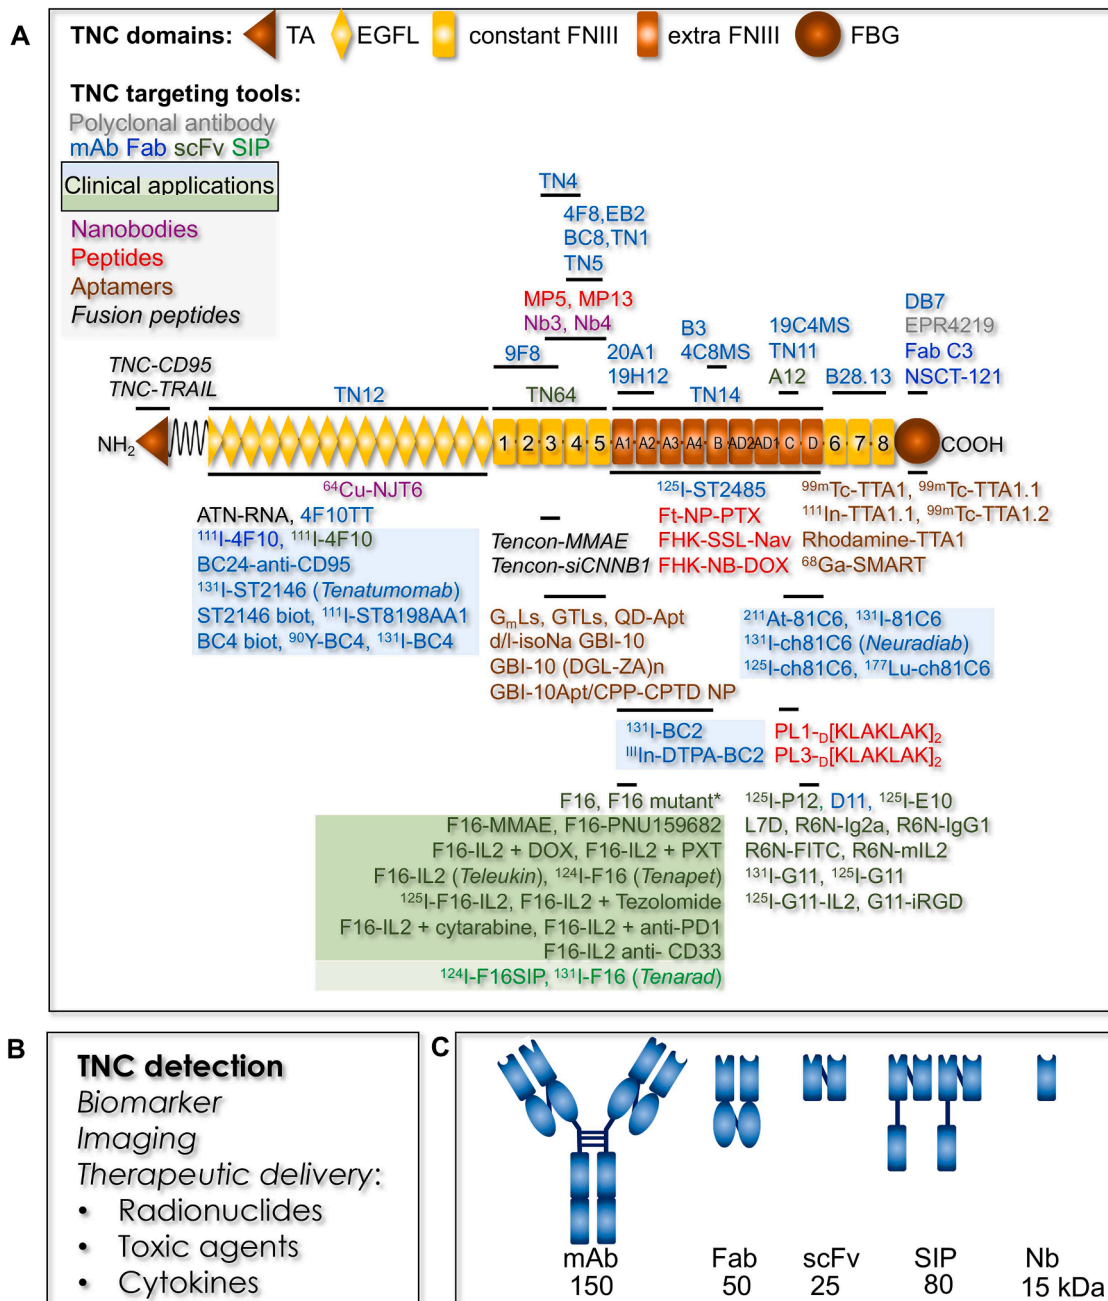 A
TNC domains: TA EGFL constant FNIII extra FNIII FBG
TNC targeting tools:
Polyclonal antibody
mAb Fab scFv SIP
Clinical applications
Nanobodies
Peptides
Aptamers
Fusion peptides
TNC-CD95
TNC-TRAIL
TN12
TN4
4F8,EB2
BC8,TN1
TN5
MP5, MP13
Nb3, Nb4
9F8
TN64
20A1
19H12
B3
4C8MS
TN14
19C4MS
TN11
A12
B28.13
DB7
EPR4219
Fab C3
NSCT-121
NH2
1 2 3 4 5 A1 A2 A3 A4 B AD2 AD1 C D 6 7 8
COOH
64Cu-NJT6
ATN-RNA, 4F10TT
111I-4F10, 111I-4F10
BC24-anti-CD95
131I-ST2146 (Tenatumomab)
ST2146 biot, 111I-ST8198AA1
BC4 biot, 90Y-BC4, 131I-BC4
Tencon-MMAE
Tencon-siCNNB1
GmLs, GTLs, QD-Apt
d/l-isoNa GBI-10
GBI-10 (DGL-ZA)n
GBI-10Apt/CPP-CPTD NP
125I-ST2485
Ft-NP-PTX
FHK-SSL-Nav
FHK-NB-DOX
99mTc-TTA1, 99mTc-TTA1.1
111In-TTA1.1, 99mTc-TTA1.2
Rhodamine-TTA1
68Ga-SMART
211At-81C6, 131I-81C6
131I-ch81C6 (Neuradiab)
125I-ch81C6, 177Lu-ch81C6
131I-BC2
IIIIn-DTPA-BC2
PL1-D[KLAKLAK]2
PL3-D[KLAKLAK]2
F16, F16 mutant*
F16-MMAE, F16-PNU159682
F16-IL2 + DOX, F16-IL2 + PXT
F16-IL2 (Teleukin), 124I-F16 (Tenapet)
125I-F16-IL2, F16-IL2 + Tezolomide
F16-IL2 + cytarabine, F16-IL2 + anti-PD1
F16-IL2 anti- CD33
124I-F16SIP, 131I-F16 (Tenarad)
125I-P12, D11, 125I-E10
L7D, R6N-Ig2a, R6N-IgG1
R6N-FITC, R6N-mIL2
131I-G11, 125I-G11
125I-G11-IL2, G11-iRGD
B
TNC detection
Biomarker
Imaging
Therapeutic delivery:
• Radionuclides
• Toxic agents
• Cytokines
C
mAb Fab scFv SIP Nb
150 50 25 80 15 kDa